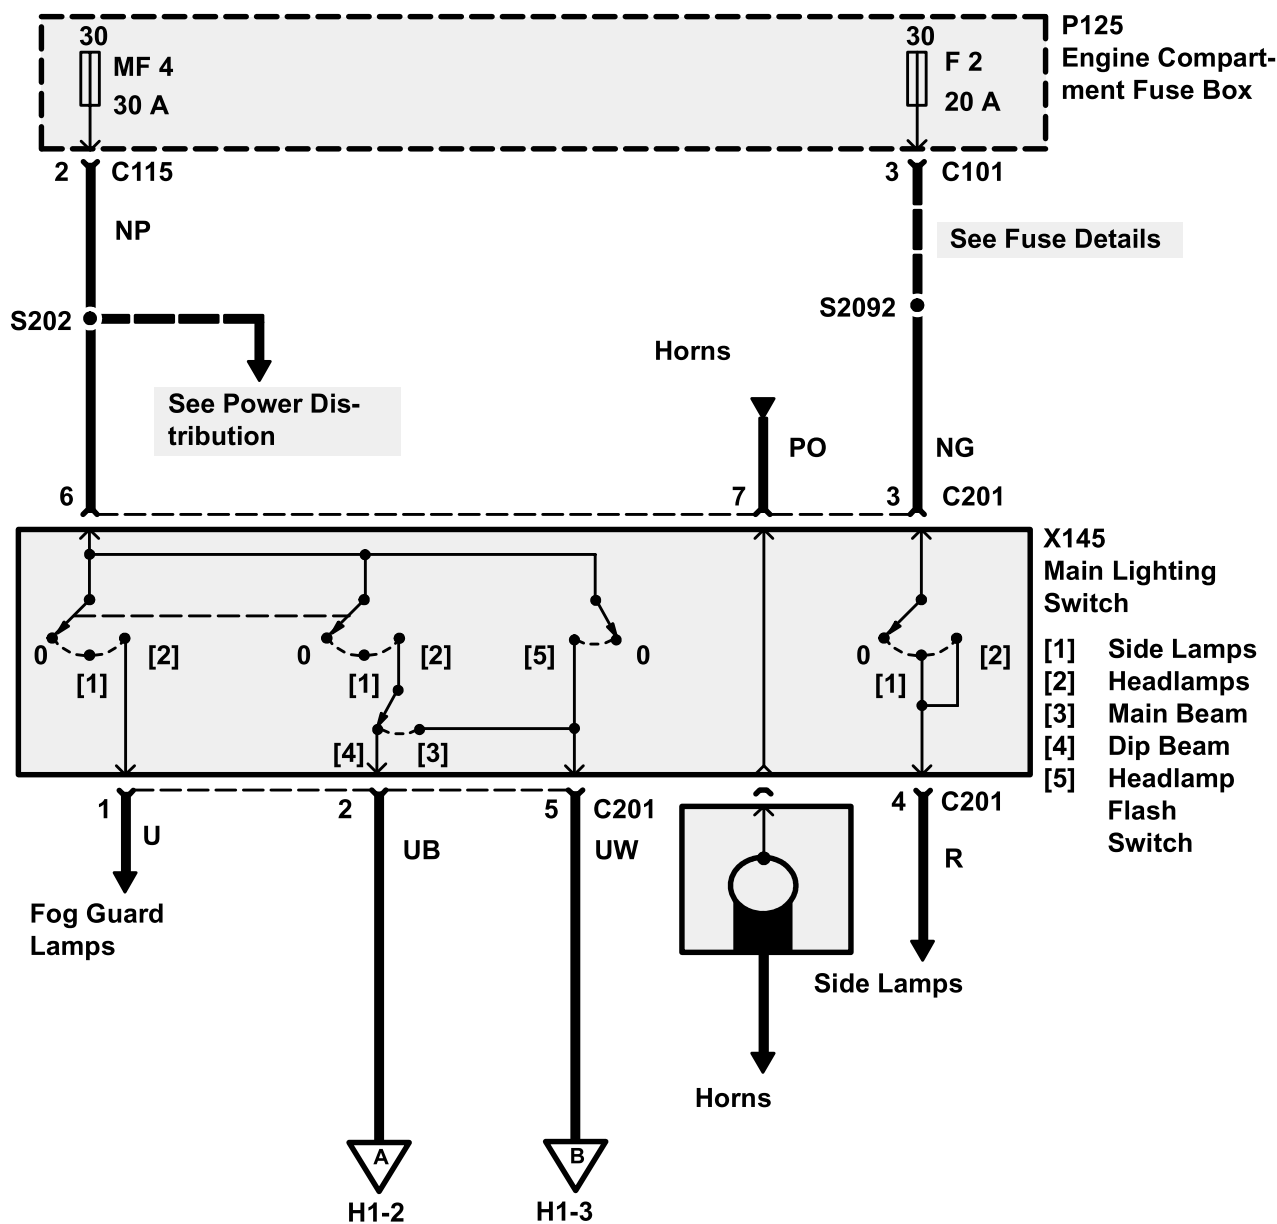 30
MF 4
30 A
30
F 2
20 A
P125
Engine Compart-
ment Fuse Box
2 C115
3 C101
NP
See Fuse Details
S202
S2092
Horns
See Power Dis-
tribution
PO
NG
6
7
3 C201
X145
Main Lighting
Switch
[1] Side Lamps
[2] Headlamps
[3] Main Beam
[4] Dip Beam
[5] Headlamp
Flash
Switch
0 [1] [2]
0 [1] [2]
[5] 0
0 [1] [2]
[4] [3]
1
2
5 C201
4 C201
U
UB
UW
R
Fog Guard
Lamps
Side Lamps
Horns
A
B
H1-2
H1-3